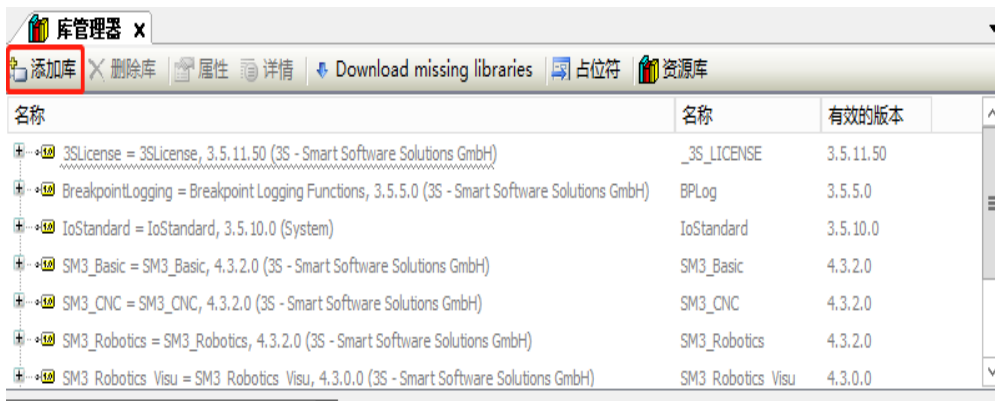 库管理器 x
添加库 删除库 属性 详情 Download missing libraries 占位符 资源库
名称 名称 有效的版本
3SLicense = 3SLicense, 3.5.11.50 (3S - Smart Software Solutions GmbH) _3S_LICENSE 3.5.11.50
BreakpointLogging = Breakpoint Logging Functions, 3.5.5.0 (3S - Smart Software Solutions GmbH) BPLog 3.5.5.0
IoStandard = IoStandard, 3.5.10.0 (System) IoStandard 3.5.10.0
SM3_Basic = SM3_Basic, 4.3.2.0 (3S - Smart Software Solutions GmbH) SM3_Basic 4.3.2.0
SM3_CNC = SM3_CNC, 4.3.2.0 (3S - Smart Software Solutions GmbH) SM3_CNC 4.3.2.0
SM3_Robotics = SM3_Robotics, 4.3.2.0 (3S - Smart Software Solutions GmbH) SM3_Robotics 4.3.2.0
SM3_Robotics_Visu = SM3_Robotics_Visu, 4.3.0.0 (3S - Smart Software Solutions GmbH) SM3_Robotics_Visu 4.3.0.0